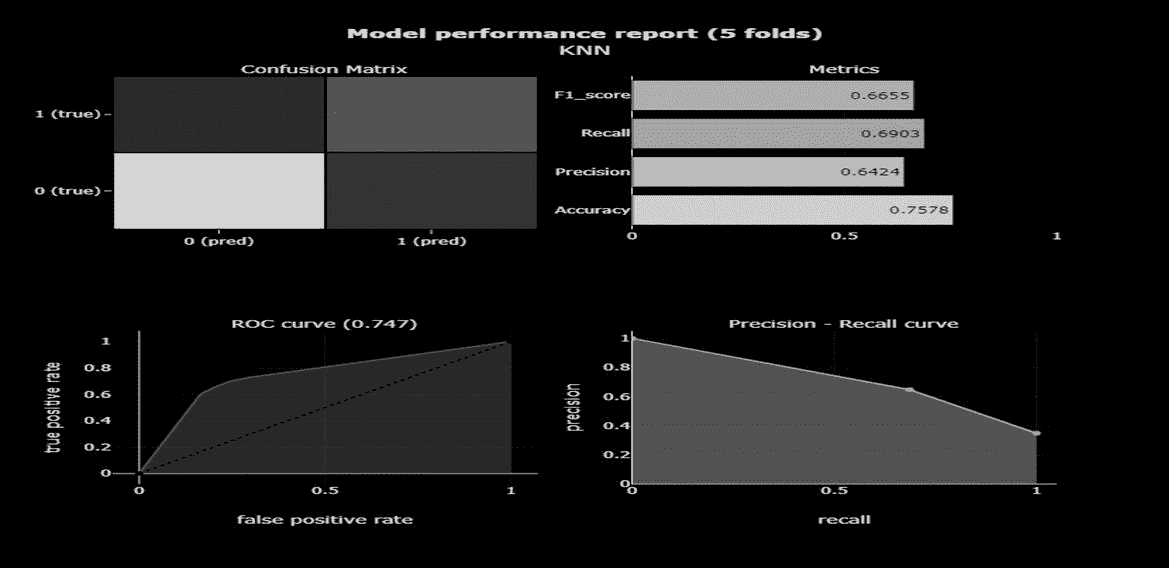 Model performance report (5 folds)
KNN
Confusion Matrix
1 (true)
0 (true)
0 (pred) 1 (pred)
Metrics
F1_score 0.6655
Recall 0.6903
Precision 0.6424
Accuracy 0.7578
0 0.5 1
ROC curve (0.747)
true positive rate
1
0.8
0.6
0.4
0.2
0
0 0.5 1
false positive rate
Precision - Recall curve
precision
1
0.8
0.6
0.4
0.2
0
0 0.5 1
recall